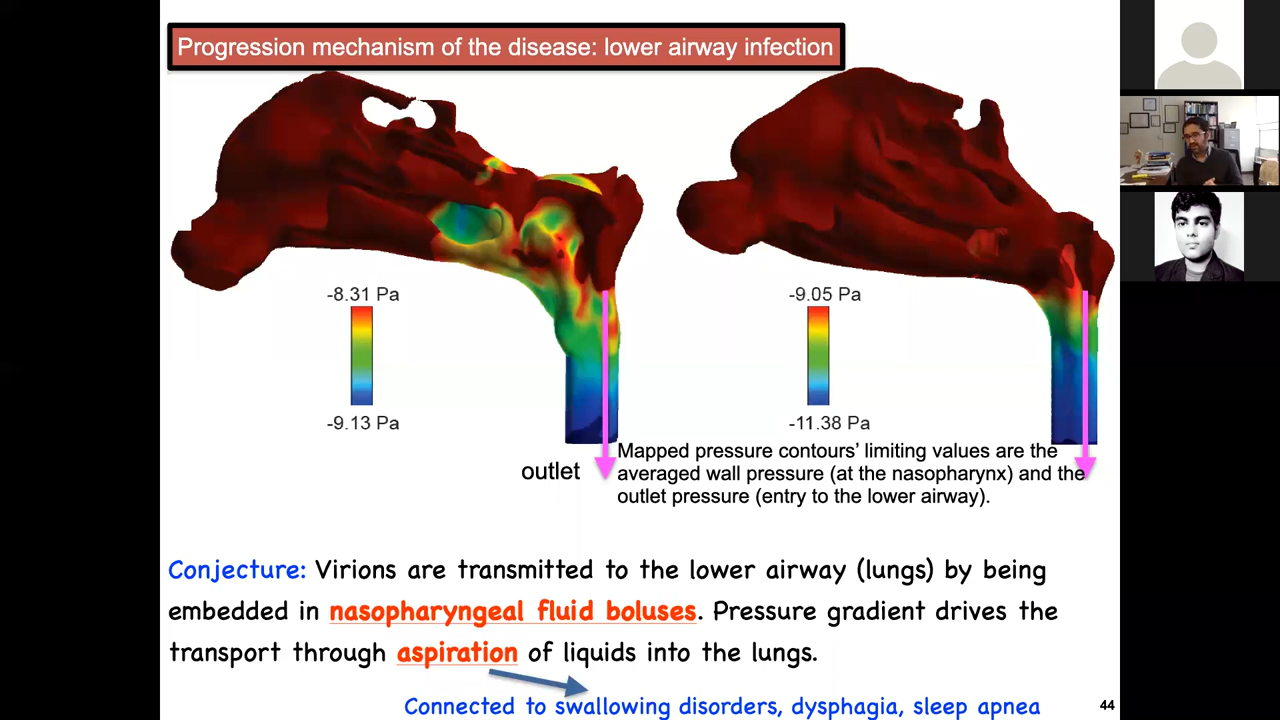 Progression mechanism of the disease: lower airway infection
-8.31 Pa
-9.13 Pa
-9.05 Pa
-11.38 Pa
outlet
Mapped pressure contours’ limiting values are the
averaged wall pressure (at the nasopharynx) and the
outlet pressure (entry to the lower airway).
Conjecture: Virions are transmitted to the lower airway (lungs) by being
embedded in nasopharyngeal fluid boluses. Pressure gradient drives the
transport through aspiration of liquids into the lungs.
Connected to swallowing disorders, dysphagia, sleep apnea
44